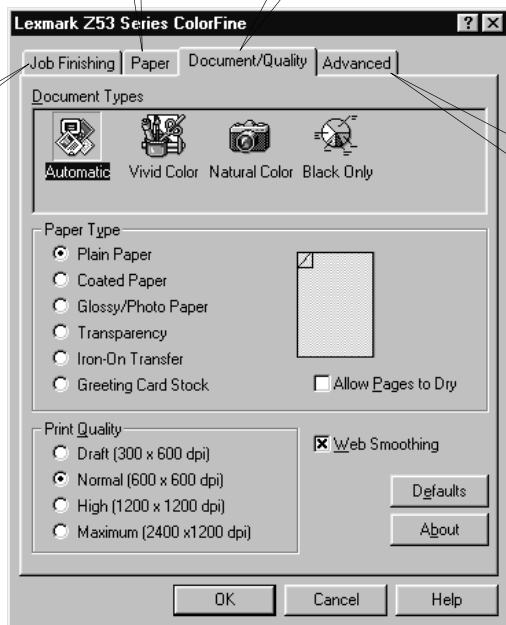 Lexmark Z53 Series ColorFine
Job Finishing Paper Document/Quality Advanced
Document Types
Automatic Vivid Color Natural Color Black Only
Paper Type
Plain Paper
Coated Paper
Glossy/Photo Paper
Transparency
Iron-On Transfer
Greeting Card Stock
Allow Pages to Dry
Print Quality
Draft (300 x 600 dpi)
Normal (600 x 600 dpi)
High (1200 x 1200 dpi)
Maximum (2400 x1200 dpi)
Web Smoothing
Defaults
About
OK Cancel Help